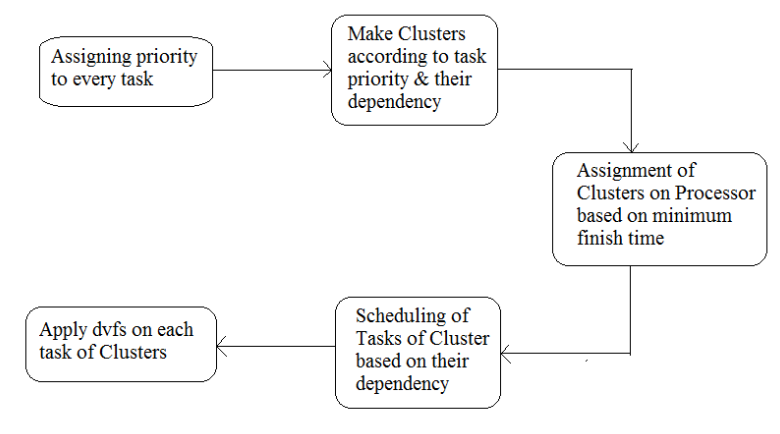 Assigning priority
to every task
Make Clusters
according to task
priority & their
dependency
Assignment of
Clusters on Processor
based on minimum
finish time
Scheduling of
Tasks of Cluster
based on their
dependency
Apply dvfs on each
task of Clusters